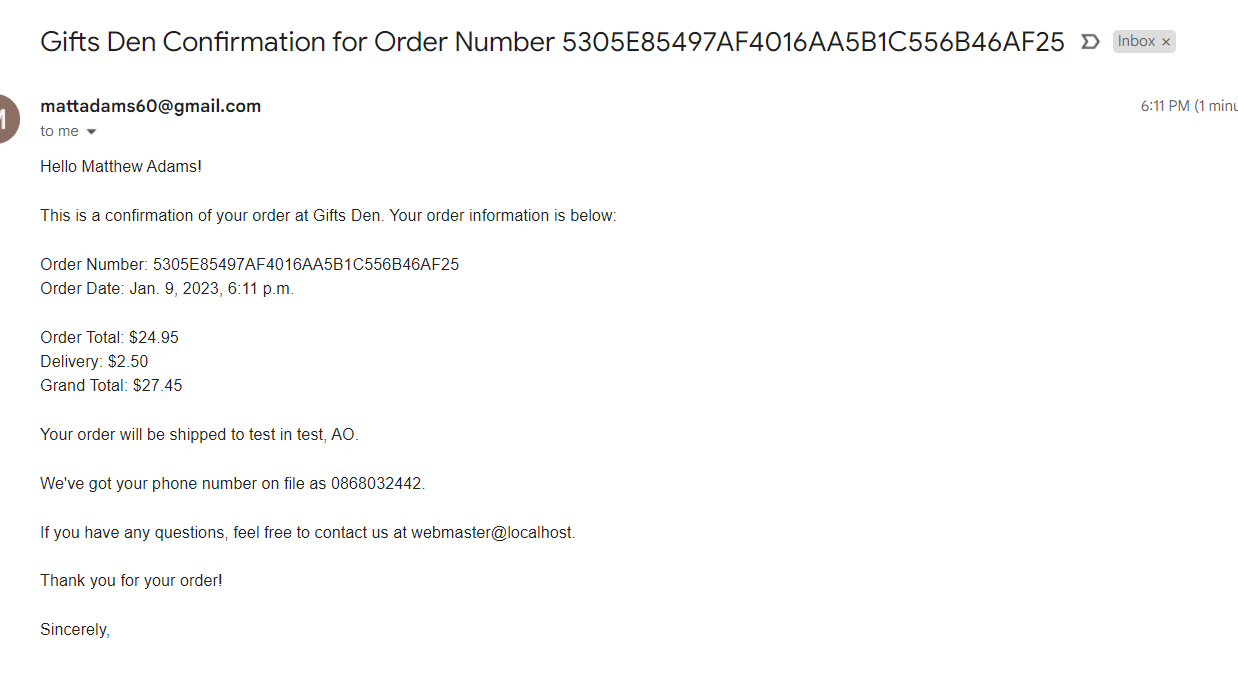 Gifts Den Confirmation for Order Number 5305E85497AF4016AA5B1C556B46AF25 Inbox ×
mattadams60@gmail.com 6:11 PM (1 minu
to me
Hello Matthew Adams!
This is a confirmation of your order at Gifts Den. Your order information is below:
Order Number: 5305E85497AF4016AA5B1C556B46AF25
Order Date: Jan. 9, 2023, 6:11 p.m.
Order Total: $24.95
Delivery: $2.50
Grand Total: $27.45
Your order will be shipped to test in test, AO.
We've got your phone number on file as 0868032442.
If you have any questions, feel free to contact us at webmaster@localhost.
Thank you for your order!
Sincerely,